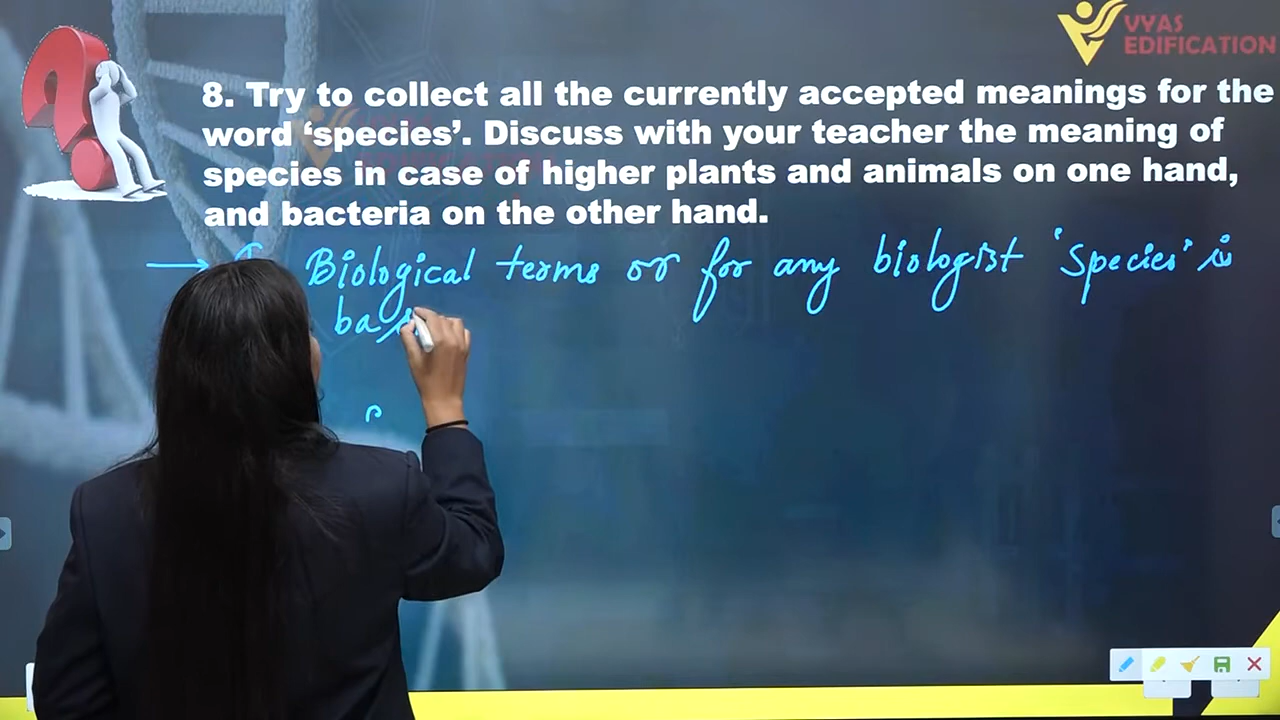 VYAS
EDIFICATION
8. Try to collect all the currently accepted meanings for the
word ‘species’. Discuss with your teacher the meaning of
species in case of higher plants and animals on one hand,
and bacteria on the other hand.
Biological terms or for any biologist 'Species' is